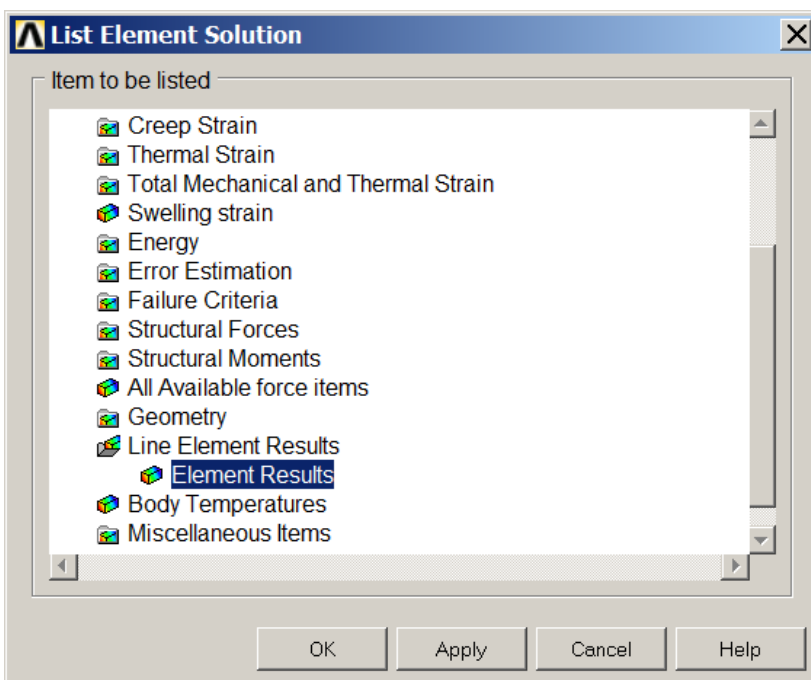 List Element Solution
Item to be listed
Creep Strain
Thermal Strain
Total Mechanical and Thermal Strain
Swelling strain
Energy
Error Estimation
Failure Criteria
Structural Forces
Structural Moments
All Available force items
Geometry
Line Element Results
Element Results
Body Temperatures
Miscellaneous Items
OK Apply Cancel Help